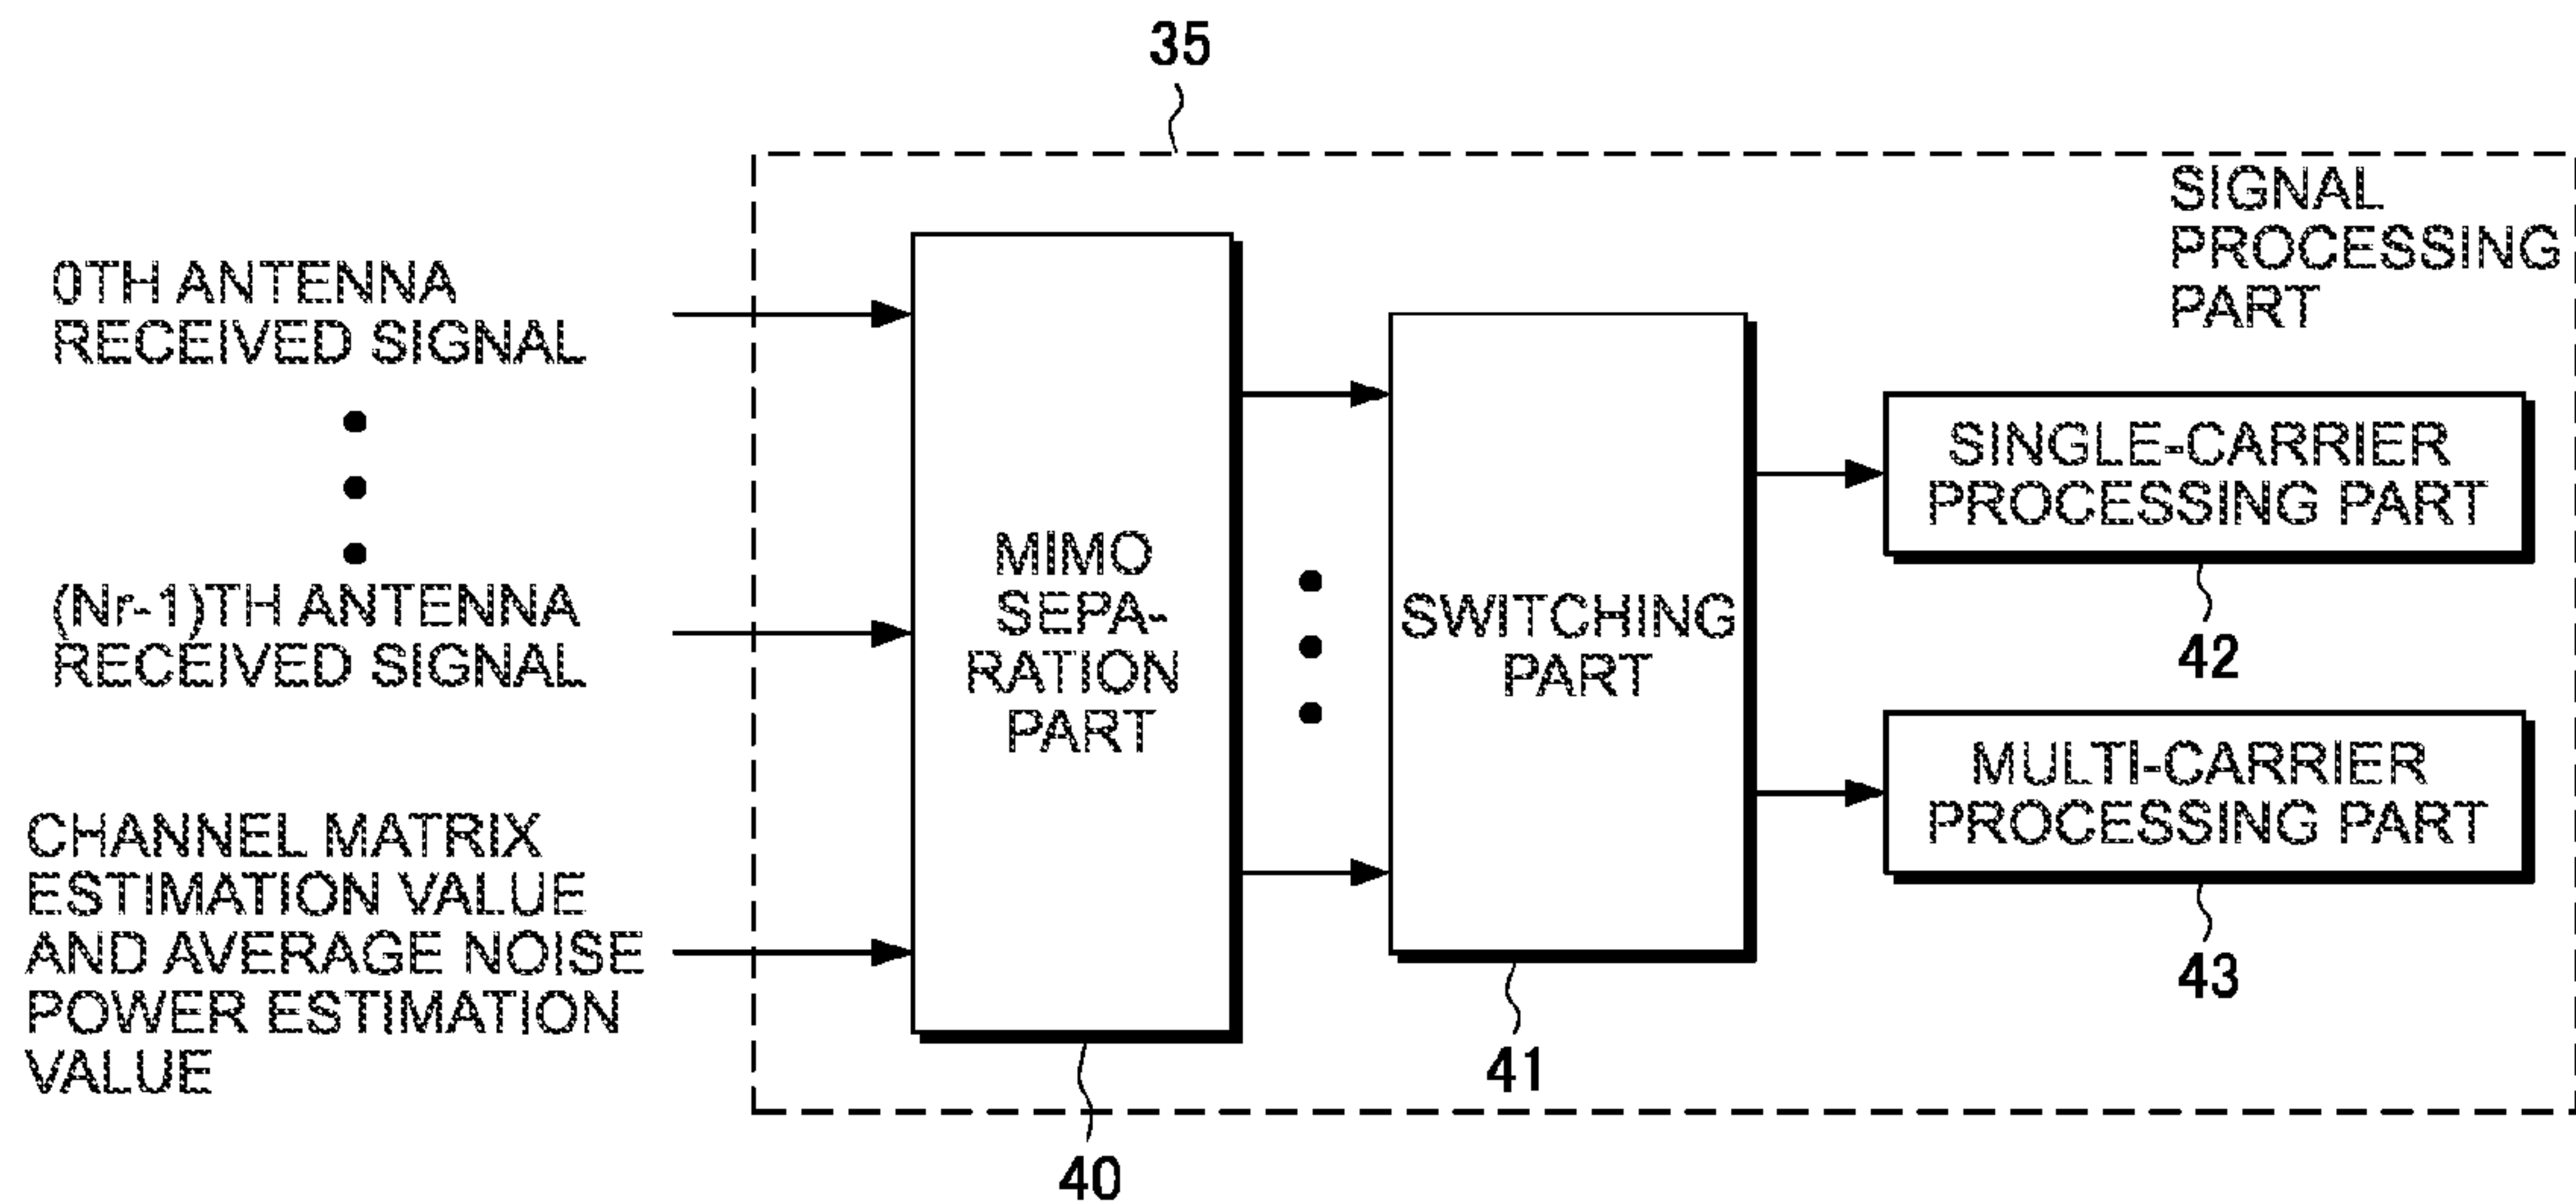 35
SIGNAL
PROCESSING
PART
0TH ANTENNA
RECEIVED SIGNAL
(Nr-1)TH ANTENNA
RECEIVED SIGNAL
CHANNEL MATRIX
ESTIMATION VALUE
AND AVERAGE NOISE
POWER ESTIMATION
VALUE
MIMO
SEPA-
RATION
PART
40
SWITCHING
PART
41
SINGLE-CARRIER
PROCESSING PART
42
MULTI-CARRIER
PROCESSING PART
43